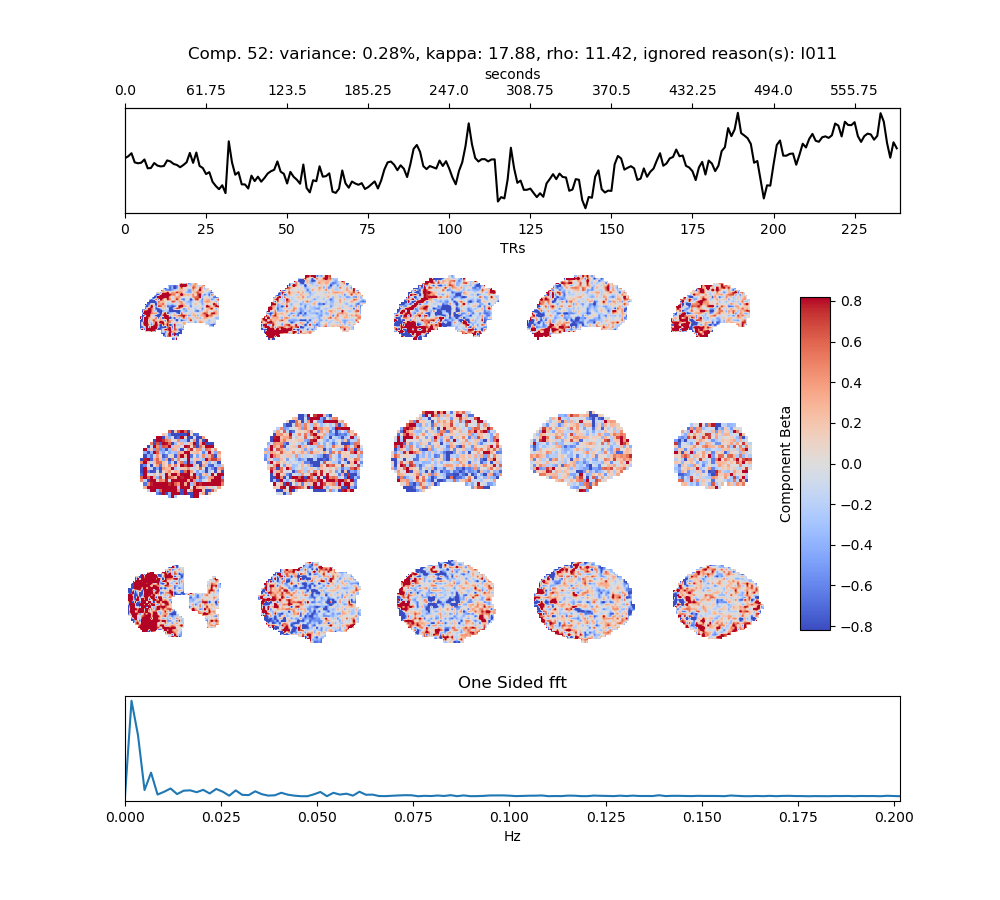 Comp. 52: variance: 0.28%, kappa: 17.88, rho: 11.42, ignored reason(s): I011
seconds
0.0 61.75 123.5 185.25 247.0 308.75 370.5 432.25 494.0 555.75
0 25 50 75 100 125 150 175 200 225
TRs
0.8
0.6
0.4
0.2
0.0
−0.2
−0.4
−0.6
−0.8
Component Beta
One Sided fft
0.000 0.025 0.050 0.075 0.100 0.125 0.150 0.175 0.200
Hz